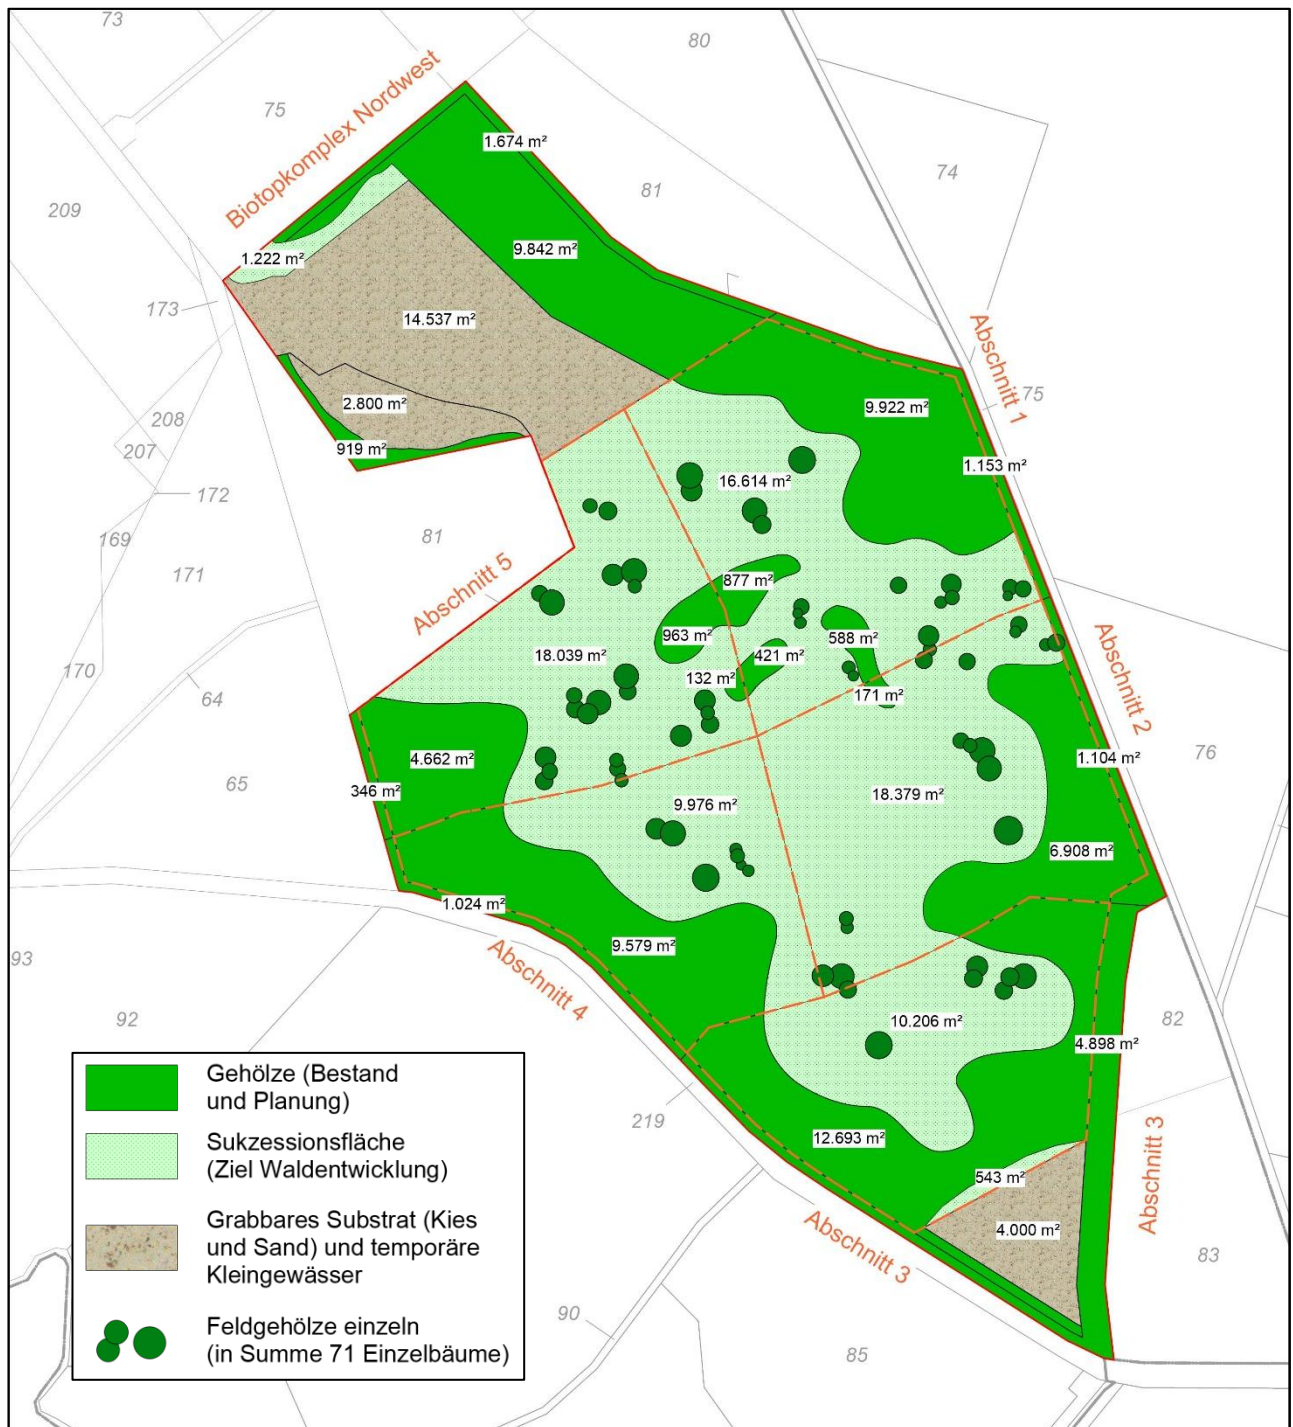 73
80
75
Biotopkomplex Nordwest
1.674 m²
74
81
209
9.842 m²
1.222 m²
173
14.537 m²
Abschnitt 1
75
2.800 m²
9.922 m²
208
207
919 m²
1.153 m²
16.614 m²
172
169
81
171
Abschnitt 5
877 m²
963 m²
588 m²
18.039 m²
421 m²
132 m²
170
64
171 m²
Abschnitt 2
4.662 m²
1.104 m²
76
65
346 m²
18.379 m²
9.976 m²
6.908 m²
1.024 m²
9.579 m²
93
Abschnitt 4
92
10.206 m²
82
4.898 m²
219
12.693 m²
Abschnitt 3
543 m²
4.000 m²
Abschnitt 3
83
90
85
Gehölze (Bestand
und Planung)
Sukzessionsfläche
(Ziel Waldentwicklung)
Grabbares Substrat (Kies
und Sand) und temporäre
Kleingewässer
Feldgehölze einzeln
(in Summe 71 Einzelbäume)